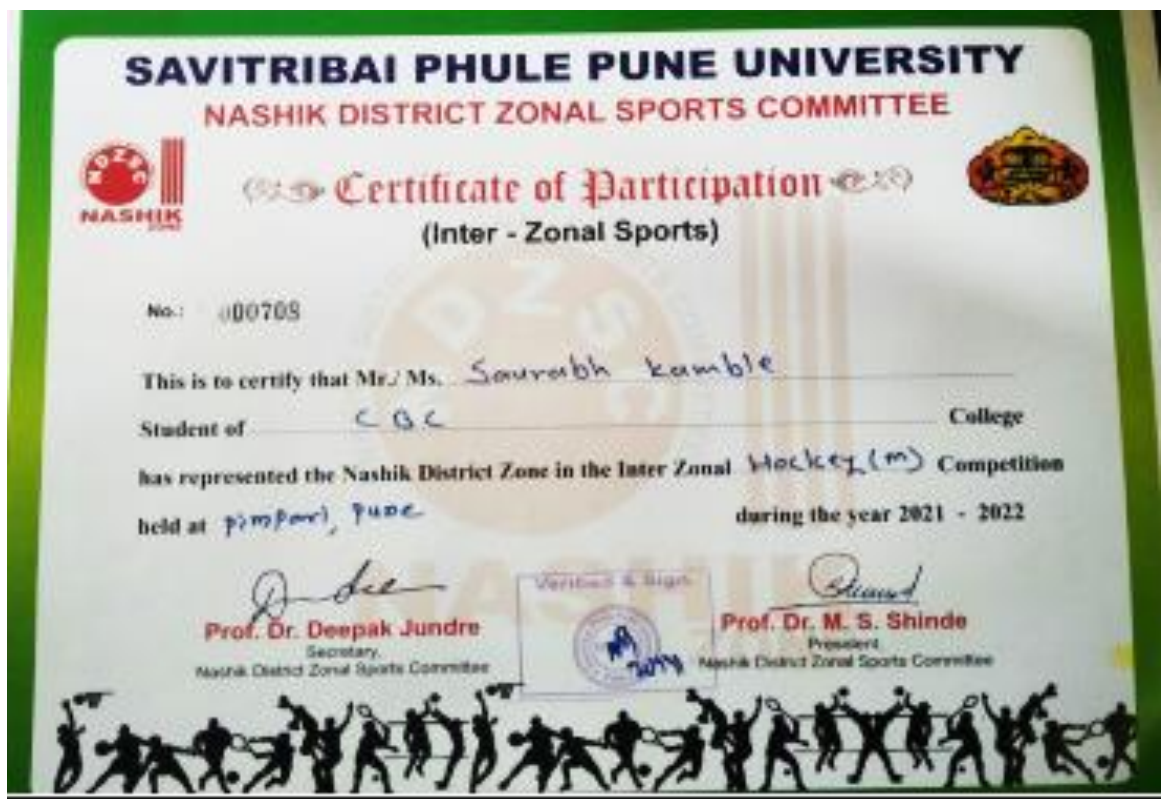 SAVITRIBAI PHULE PUNE UNIVERSITY
NASHIK DISTRICT ZONAL SPORTS COMMITTEE
NDZSC
NASHIK
ZONE
Certificate of Participation
(Inter - Zonal Sports)
No.: 000708
This is to certify that Mr./ Ms. Saurabh kamble
Student of CBC College
has represented the Nashik District Zone in the Inter Zonal Hockey (m) Competition
held at Pimpari, Pune during the year 2021 - 2022
Verified & Sign
Prof. Dr. Deepak Jundre Prof. Dr. M. S. Shinde
Secretary, President
Nashik District Zonal Sports Committee Nashik District Zonal Sports Committee